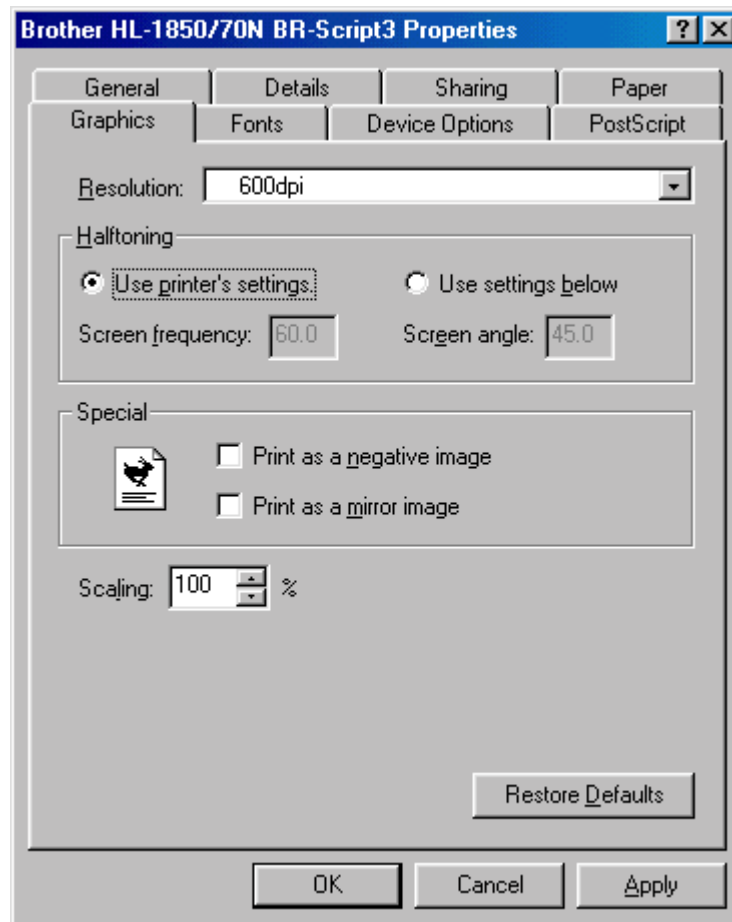 Brother HL-1850/70N BR-Script3 Properties
General Details Sharing Paper
Graphics Fonts Device Options PostScript
Resolution: 600dpi
Halftoning
Use printer's settings. Use settings below
Screen frequency: 60.0 Screen angle: 45.0
Special
Print as a negative image
Print as a mirror image
Scaling: 100 %
Restore Defaults
OK Cancel Apply